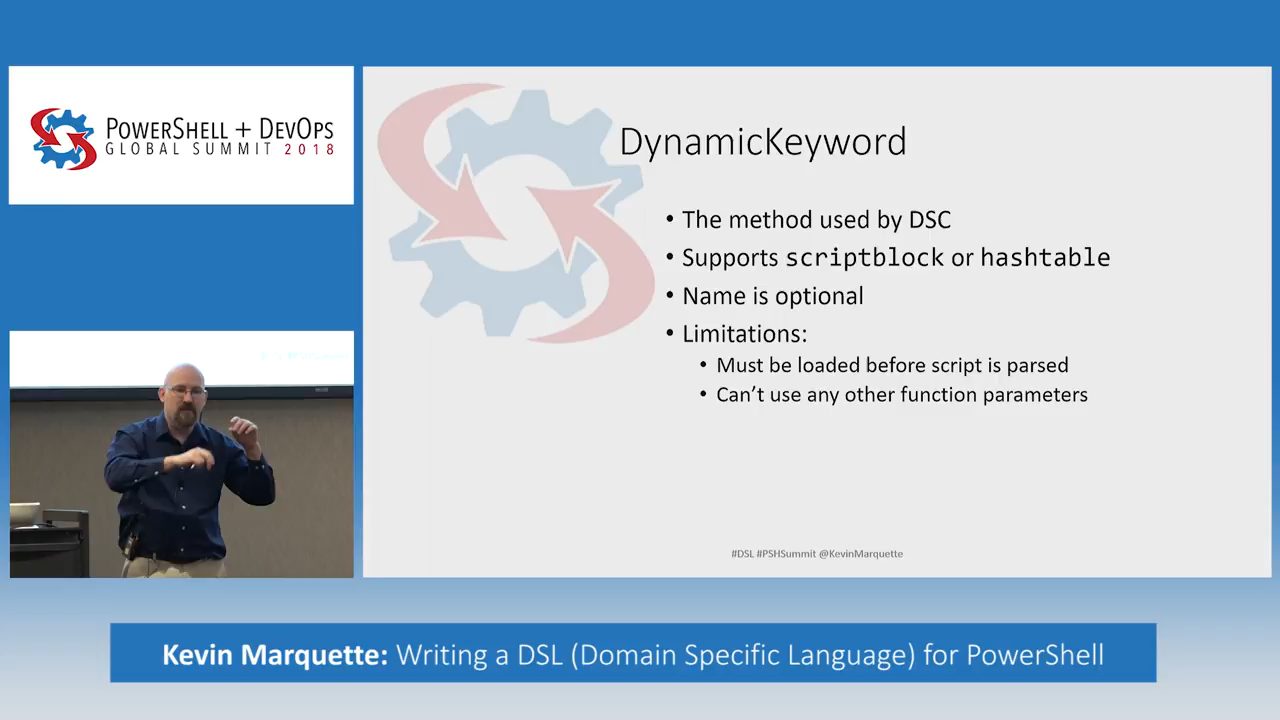 POWERSHELL + DEVOPS
GLOBAL SUMMIT 2018
DynamicKeyword
• The method used by DSC
• Supports scriptblock or hashtable
• Name is optional
• Limitations:
• Must be loaded before script is parsed
• Can’t use any other function parameters
#DSL #PSHSummit @KevinMarquette
Kevin Marquette: Writing a DSL (Domain Specific Language) for PowerShell